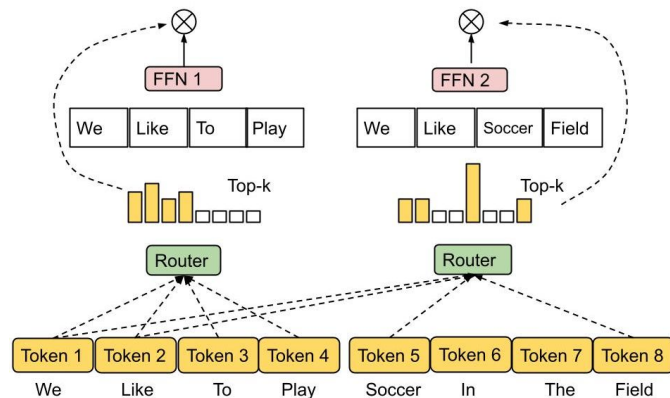 FFN 1
FFN 2
We Like To Play
We Like Soccer Field
Top-k
Top-k
Router
Router
Token 1 Token 2 Token 3 Token 4 Token 5 Token 6 Token 7 Token 8
We Like To Play Soccer In The Field